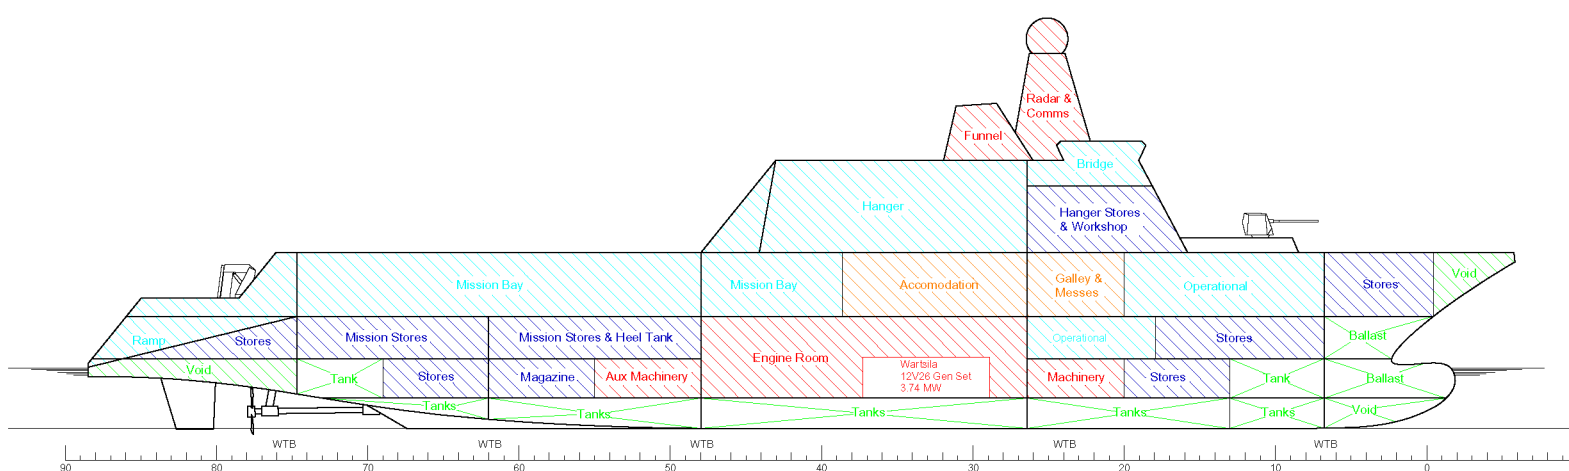 Radar &
Comms
Funnel
Bridge
Hanger
Hanger Stores
& Workshop
Mission Bay
Mission Bay
Accomodation
Galley &
Messes
Operational
Stores
Void
Ramp
Stores
Mission Stores
Mission Stores & Heel Tank
Engine Room
Operational
Stores
Ballast
Void
Tank
Stores
Magazine
Aux Machinery
Wartsila
12V26 Gen Set
3.74 MW
Machinery
Stores
Tank
Ballast
Tanks
Tanks
Tanks
Tanks
Tanks
Void
WTB
WTB
WTB
WTB
WTB
90
80
70
60
50
40
30
20
10
0